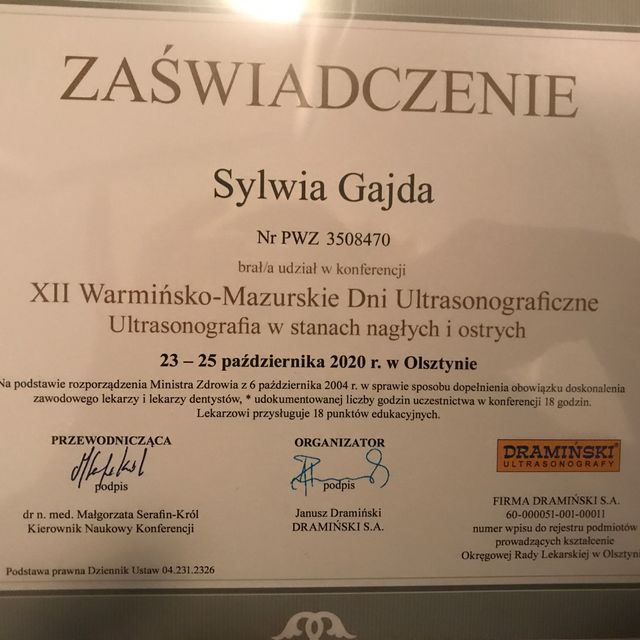 ZAŚWIADCZENIE
Sylwia Gajda
Nr PWZ 3508470
brał/a udział w konferencji
XII Warmińsko-Mazurskie Dni Ultrasonograficzne
Ultrasonografia w stanach nagłych i ostrych
23 – 25 października 2020 r. w Olsztynie
Na podstawie rozporządzenia Ministra Zdrowia z 6 października 2004 r. w sprawie sposobu dopełnienia obowiązku doskonalenia
zawodowego lekarzy i lekarzy dentystów, * udokumentowanej liczby godzin uczestnictwa w konferencji 18 godzin.
Lekarzowi przysługuje 18 punktów edukacyjnych.
PRZEWODNICZĄCA
podpis
dr n. med. Małgorzata Serafin-Król
Kierownik Naukowy Konferencji
ORGANIZATOR
podpis
Janusz Dramiński
DRAMIŃSKI S.A.
DRAMIŃSKI
ULTRASONOGRAFY
FIRMA DRAMIŃSKI S.A.
60-000051-001-00011
numer wpisu do rejestru podmiotów
prowadzących kształcenie
Okręgowej Rady Lekarskiej w Olsztyni
Podstawa prawna Dziennik Ustaw 04.231.2326